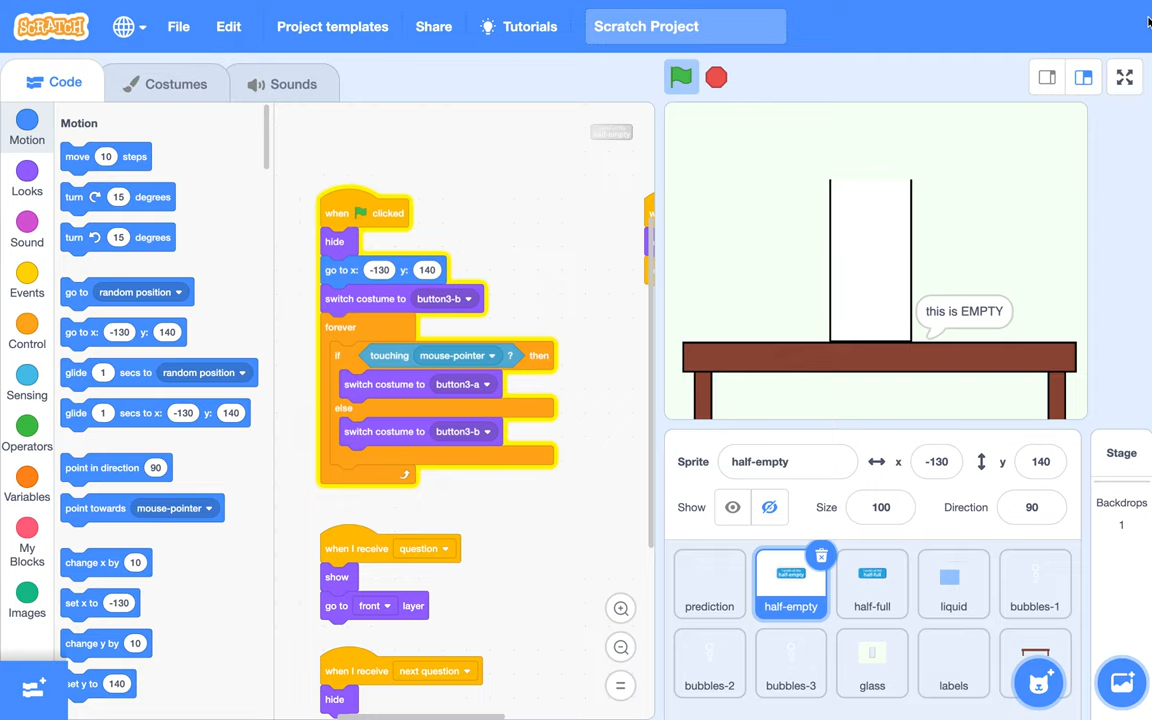 SCRATCH File Edit Project templates Share Tutorials Scratch Project
Code Costumes Sounds
Motion
Looks
Sound
Events
Control
Sensing
Operators
Variables
My
Blocks
Images
Motion
move 10 steps
turn 15 degrees
turn 15 degrees
go to random position
go to x: -130 y: 140
glide 1 secs to random position
glide 1 secs to x: -130 y: 140
point in direction 90
point towards mouse-pointer
change x by 10
set x to -130
change y by 10
set y to 140
when clicked
hide
go to x: -130 y: 140
switch costume to button3-b
forever
if touching mouse-pointer ? then
switch costume to button3-a
else
switch costume to button3-b
when I receive question
show
go to front layer
when I receive next question
hide
this is EMPTY
Sprite half-empty x -130 y 140
Show Size 100 Direction 90
prediction
half-empty
half-full
liquid
bubbles-1
bubbles-2
bubbles-3
glass
labels
Stage
Backdrops
1